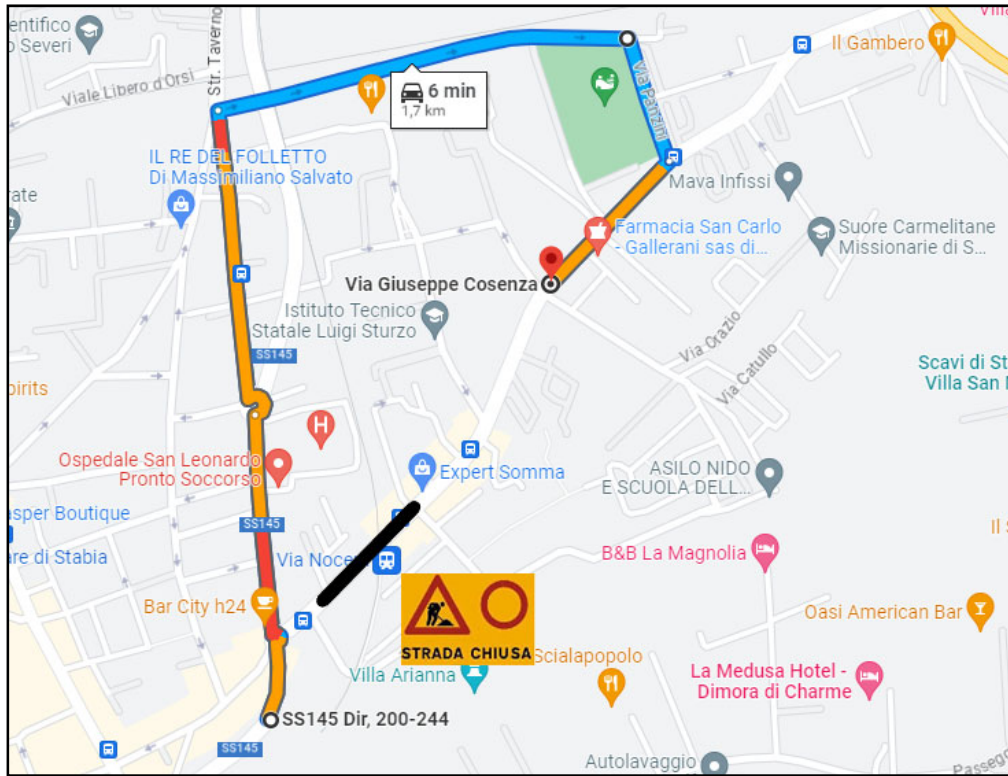 entifico
o Severi
Str. Taverno
Il Gambero
Viale Libero d'Orsi
6 min
1,7 km
Via Panzini
IL RE DEL FOLLETTO
Di Massimiliano Salvato
Mava Infissi
rate
Farmacia San Carlo
- Gallerani sas di...
Suore Carmelitane
Missionarie di S...
Via Giuseppe Cosenza
Istituto Tecnico
Statale Luigi Sturzo
Via Orazio
SS145
Via Catullo
Scavi di St
Villa San
pirits
H
Ospedale San Leonardo
Pronto Soccorso
Expert Somma
ASILO NIDO
E SCUOLA DELL...
asper Boutique
SS145
are di Stabia
Via Nocer
B&B La Magnolia
Bar City h24
Oasi American Bar
STRADA CHIUSA
Scialapopolo
Villa Arianna
La Medusa Hotel -
Dimora di Charme
SS145 Dir, 200-244
SS145
Autolavaggio
Passeg